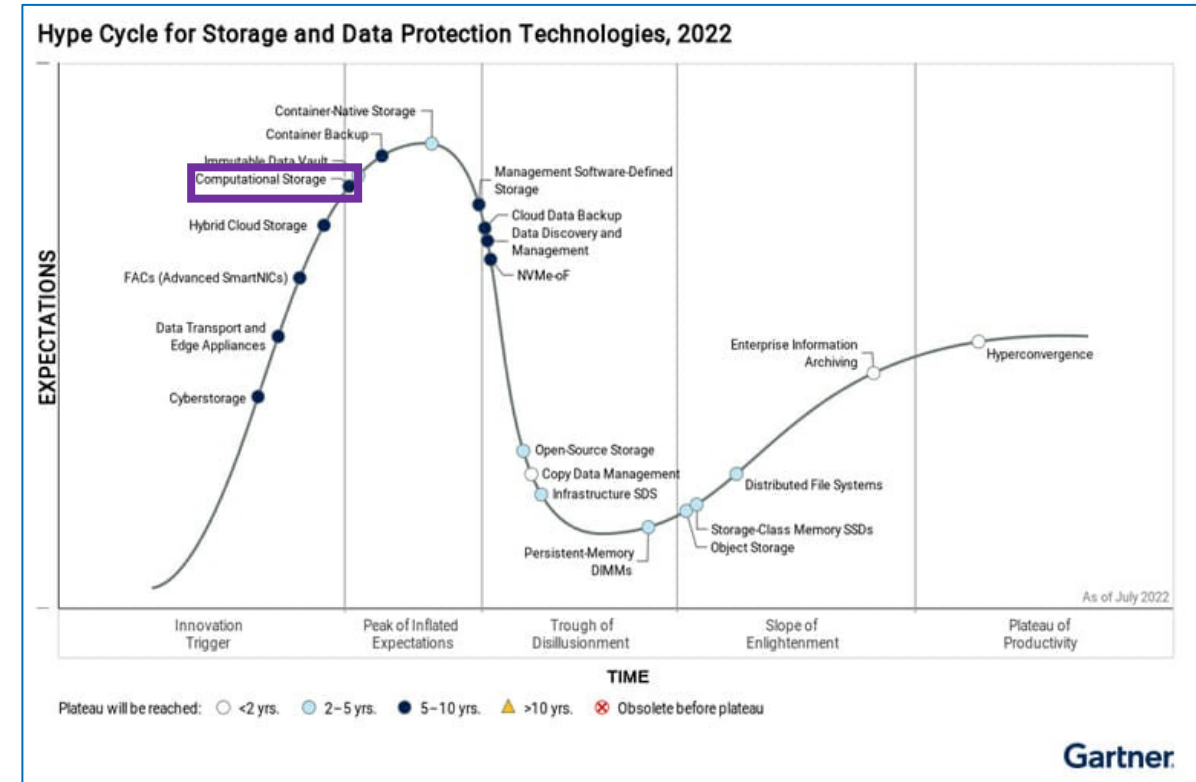 Hype Cycle for Storage and Data Protection Technologies, 2022
Container-Native Storage
Container Backup
Immutable Data Vault
Computational Storage
Hybrid Cloud Storage
FACs (Advanced SmartNICs)
Data Transport and
Edge Appliances
Cyberstorage
Management Software-Defined
Storage
Cloud Data Backup
Data Discovery and
Management
NVMe-oF
Open-Source Storage
Copy Data Management
Infrastructure SDS
Persistent-Memory
DIMMs
Storage-Class Memory SSDs
Object Storage
Distributed File Systems
Enterprise Information
Archiving
Hyperconvergence
EXPECTATIONS
As of July 2022
Innovation
Trigger
Peak of Inflated
Expectations
Trough of
Disillusionment
Slope of
Enlightenment
Plateau of
Productivity
TIME
Plateau will be reached: <2 yrs. 2–5 yrs. 5–10 yrs. >10 yrs. Obsolete before plateau
Gartner